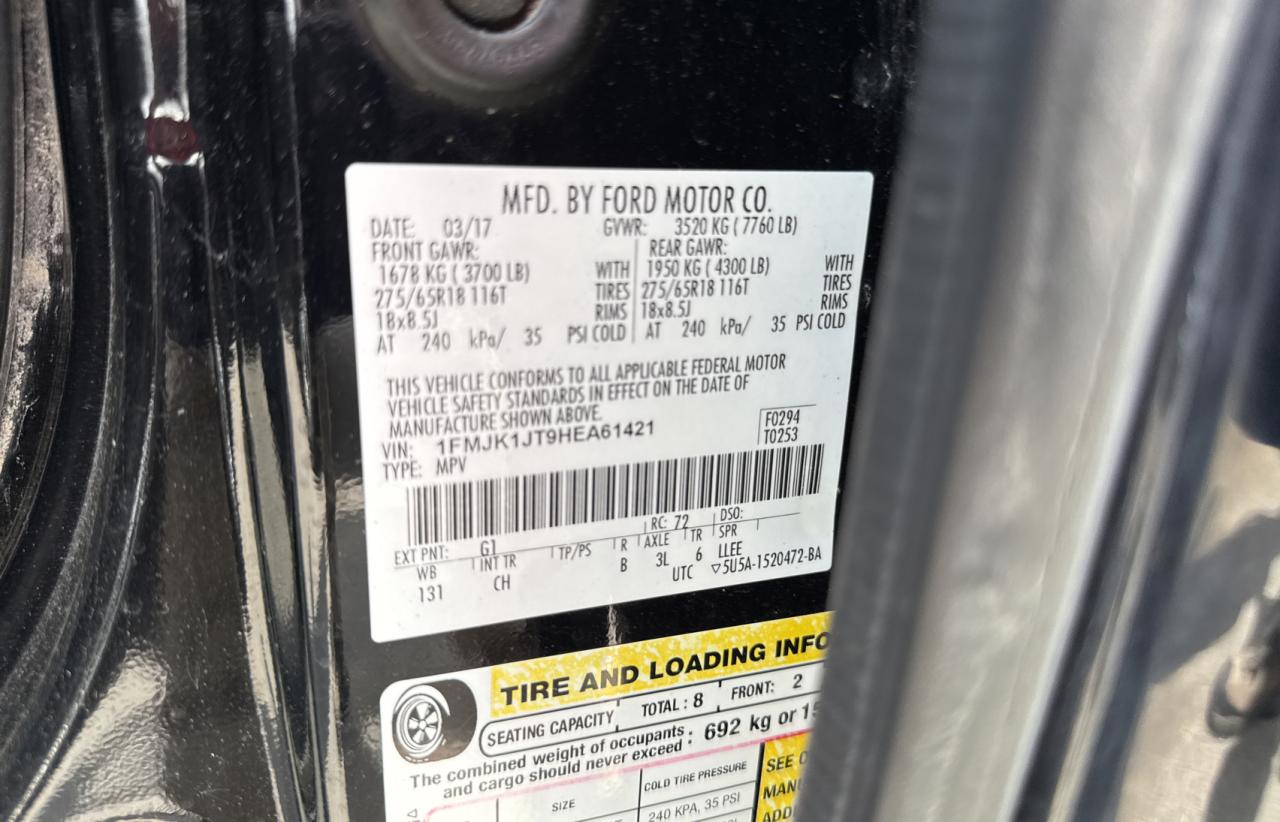 MFD. BY FORD MOTOR CO.
DATE: 03/17 GVWR: 3520 KG ( 7760 LB)
FRONT GAWR: REAR GAWR:
1678 KG ( 3700 LB) WITH 1950 KG ( 4300 LB) WITH
275/65R18 116T TIRES 275/65R18 116T TIRES
18x8.5J RIMS 18x8.5J RIMS
AT 240 kPa/ 35 PSI COLD AT 240 kPa/ 35 PSI COLD
THIS VEHICLE CONFORMS TO ALL APPLICABLE FEDERAL MOTOR
VEHICLE SAFETY STANDARDS IN EFFECT ON THE DATE OF
MANUFACTURE SHOWN ABOVE.
VIN: 1FMJK1JT9HEA61421 F0294
TYPE: MPV T0253
EXT PNT: G1 RC: 72 DSO:
WB INT TR TP/PS R AXLE TR SPR
131 CH B 3L 6 LLEE
UTC ▽5U5A-1520472-BA
TIRE AND LOADING INFO
SEATING CAPACITY TOTAL : 8 FRONT: 2
The combined weight of occupants : 692 kg or 15
and cargo should never exceed :
SIZE COLD TIRE PRESSURE SEE
240 KPA, 35 PSI MANU
ADD